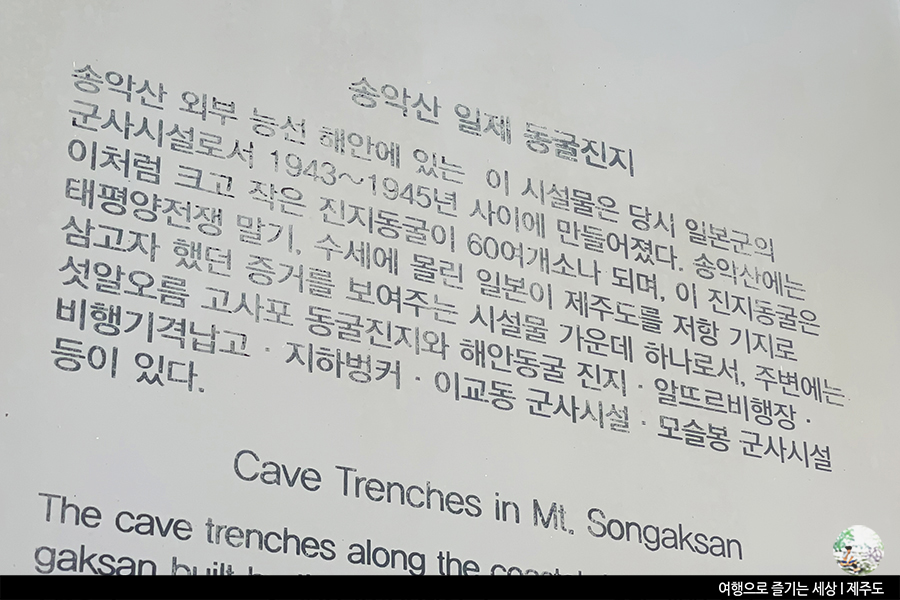 송악산 일제 동굴진지
송악산 외부 능선 해안에 있는 이 시설물은 당시 일본군의
군사시설로서 1943~1945년 사이에 만들어졌다. 송악산에는
이처럼 크고 작은 진지동굴이 60여개소나 되며, 이 진지동굴은
태평양전쟁 말기, 수세에 몰린 일본이 제주도를 저항 기지로
삼고자 했던 증거를 보여주는 시설물 가운데 하나로서, 주변에는
섯알오름 고사포 동굴진지와 해안동굴 진지 · 알뜨르비행장 ·
비행기격납고 · 지하벙커 · 이교동 군사시설 · 모슬봉 군사시설
등이 있다.
Cave Trenches in Mt. Songaksan
The cave trenches along the
gaksan built
여행으로 즐기는 세상 | 제주도